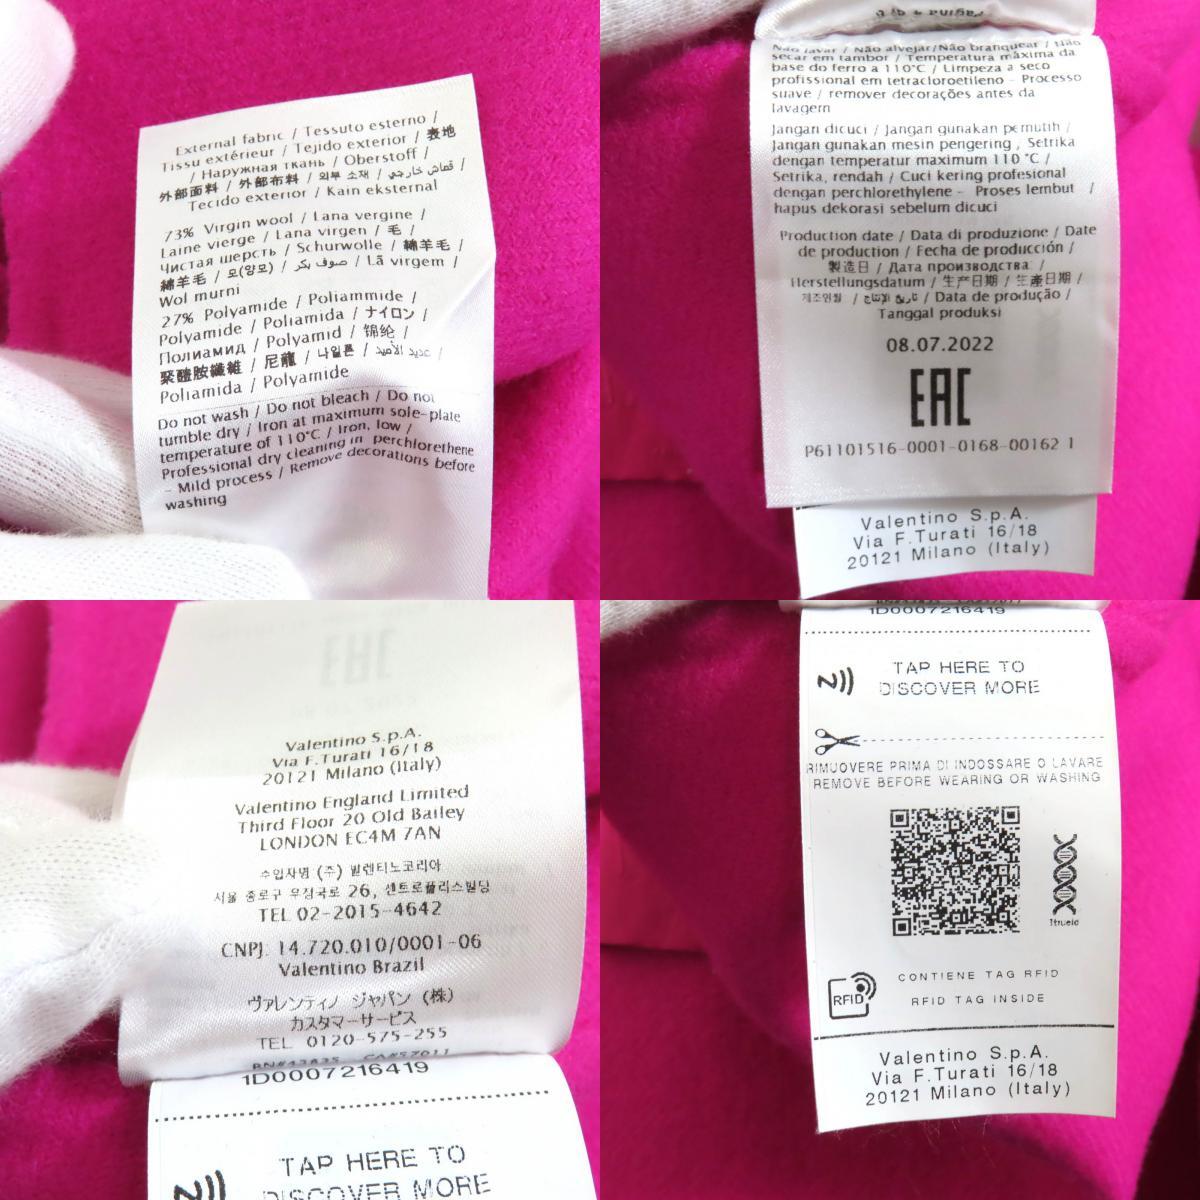 External fabric / Tessuto esterno /
Tissu extérieur / Tejido exterior / 表地
/ Наружная ткань / Oberstoff /
外部面料 / 外部布料 / 외부 소재 / قماش خارجي /
Tecido exterior / Kain eksternal
73% Virgin wool / Lana vergine /
Laine vierge / Lana virgen / 毛 /
Чистая шерсть / Schurwolle / 綿羊毛 /
綿羊毛 / 모(양모) / صوف بكر / Lã virgem /
Wol murni
27% Polyamide / Poliammide /
Polyamide / Poliamida / ナイロン /
Полиамид / Polyamid / 锦纶 /
聚醯胺纖維 / 尼龍 / 나일론 / عديد الأميد /
Poliamida / Polyamide
Do not wash / Do not bleach / Do not
tumble dry / Iron at maximum sole-plate
temperature of 110°C / Iron, low /
Professional dry cleaning in perchlorethene
- Mild process / Remove decorations before
washing
Não lavar / Não alvejar/Não branquear / Não
secar em tambor / Temperatura máxima da
base do ferro a 110°C / Limpeza a seco
profissional em tetracloroetileno - Processo
suave / remover decorações antes da
lavagem
Jangan dicuci / Jangan gunakan pemutih /
Jangan gunakan mesin pengering , Setrika
dengan temperatur maximum 110 °C /
Setrika, rendah / Cuci kering profesional
dengan perchlorethylene - Proses lembut /
hapus dekorasi sebelum dicuci
Production date / Data di produzione / Date
de production / Fecha de producción /
製造日 / Дата производства /
Herstellungsdatum / 生产日期 / 生產日期 /
제조연월 / تاريخ الإنتاج / Data de produção /
Tanggal produksi
08.07.2022
EAC
P61101516-0001-0168-00162 1
Valentino S.p.A.
Via F.Turati 16/18
20121 Milano (Italy)
Valentino S.p.A.
Via F.Turati 16/18
20121 Milano (Italy)
Valentino England Limited
Third Floor 20 Old Bailey
LONDON EC4M 7AN
수입자명 (주) 발렌티노코리아
서울 종로구 우정국로 26, 센트로폴리스빌딩
TEL 02-2015-4642
CNPJ: 14.720.010/0001-06
Valentino Brazil
ヴァレンティノ ジャパン (株)
カスタマーサービス
TEL 0120-575-255
RN#43835 CA#57011
1D0007216419
TAP HERE TO
DISCOVER MORE
1D0007216419
TAP HERE TO
DISCOVER MORE
RIMUOVERE PRIMA DI INDOSSARE O LAVARE
REMOVE BEFORE WEARING OR WASHING
1trueid
CONTIENE TAG RFID
RFID
RFID TAG INSIDE
Valentino S.p.A.
Via F.Turati 16/18
20121 Milano (Italy)